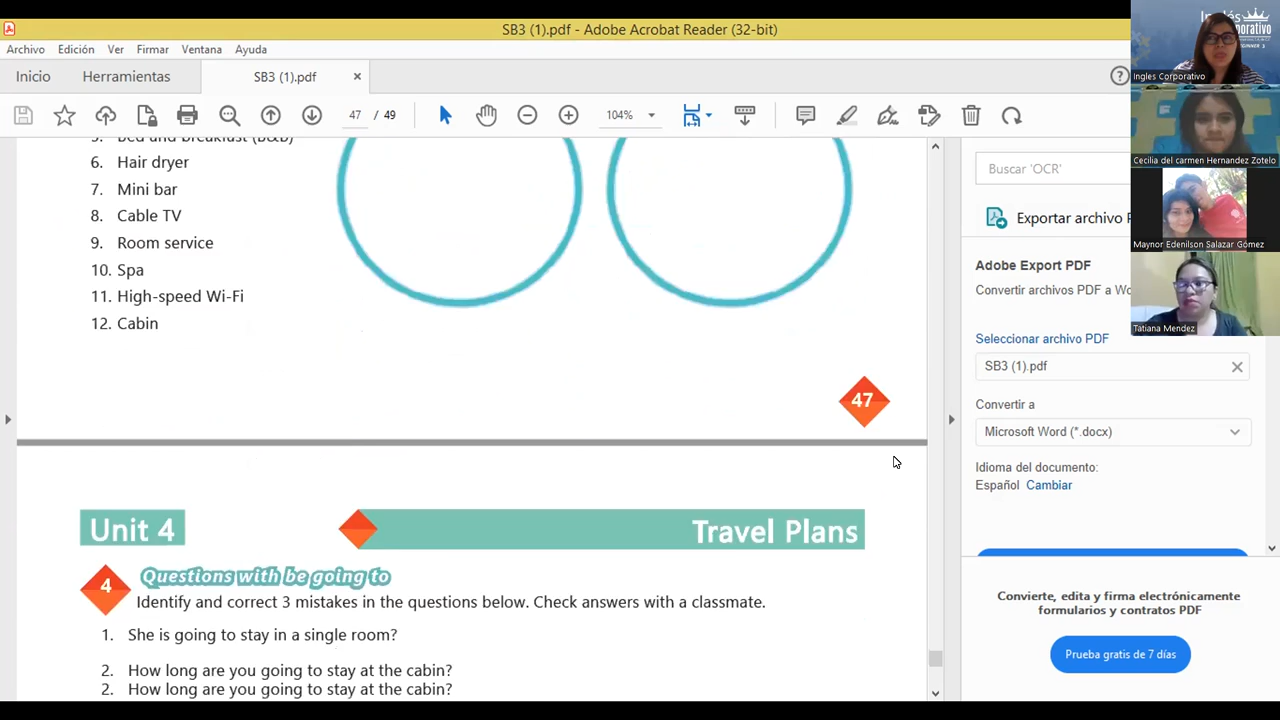 SB3 (1).pdf - Adobe Acrobat Reader (32-bit)
Archivo Edición Ver Firmar Ventana Ayuda
Inicio Herramientas SB3 (1).pdf ×
47 / 49 104%
5. Bed and breakfast (B&B)
6. Hair dryer
7. Mini bar
8. Cable TV
9. Room service
10. Spa
11. High-speed Wi-Fi
12. Cabin
47
Unit 4
Travel Plans
4 Questions with be going to
Identify and correct 3 mistakes in the questions below. Check answers with a classmate.
1. She is going to stay in a single room?
2. How long are you going to stay at the cabin?
2. How long are you going to stay at the cabin?
Buscar 'OCR'
Exportar archivo
Adobe Export PDF
Convertir archivos PDF a
Seleccionar archivo PDF
SB3 (1).pdf
Convertir a
Microsoft Word (*.docx)
Idioma del documento:
Español Cambiar
Convierte, edita y firma electrónicamente
formularios y contratos PDF
Prueba gratis de 7 días
Ingles Corporativo
Cecilia del carmen Hernandez Zotelo
Maynor Edenilson Salazar Gómez
Tatiana Mendez